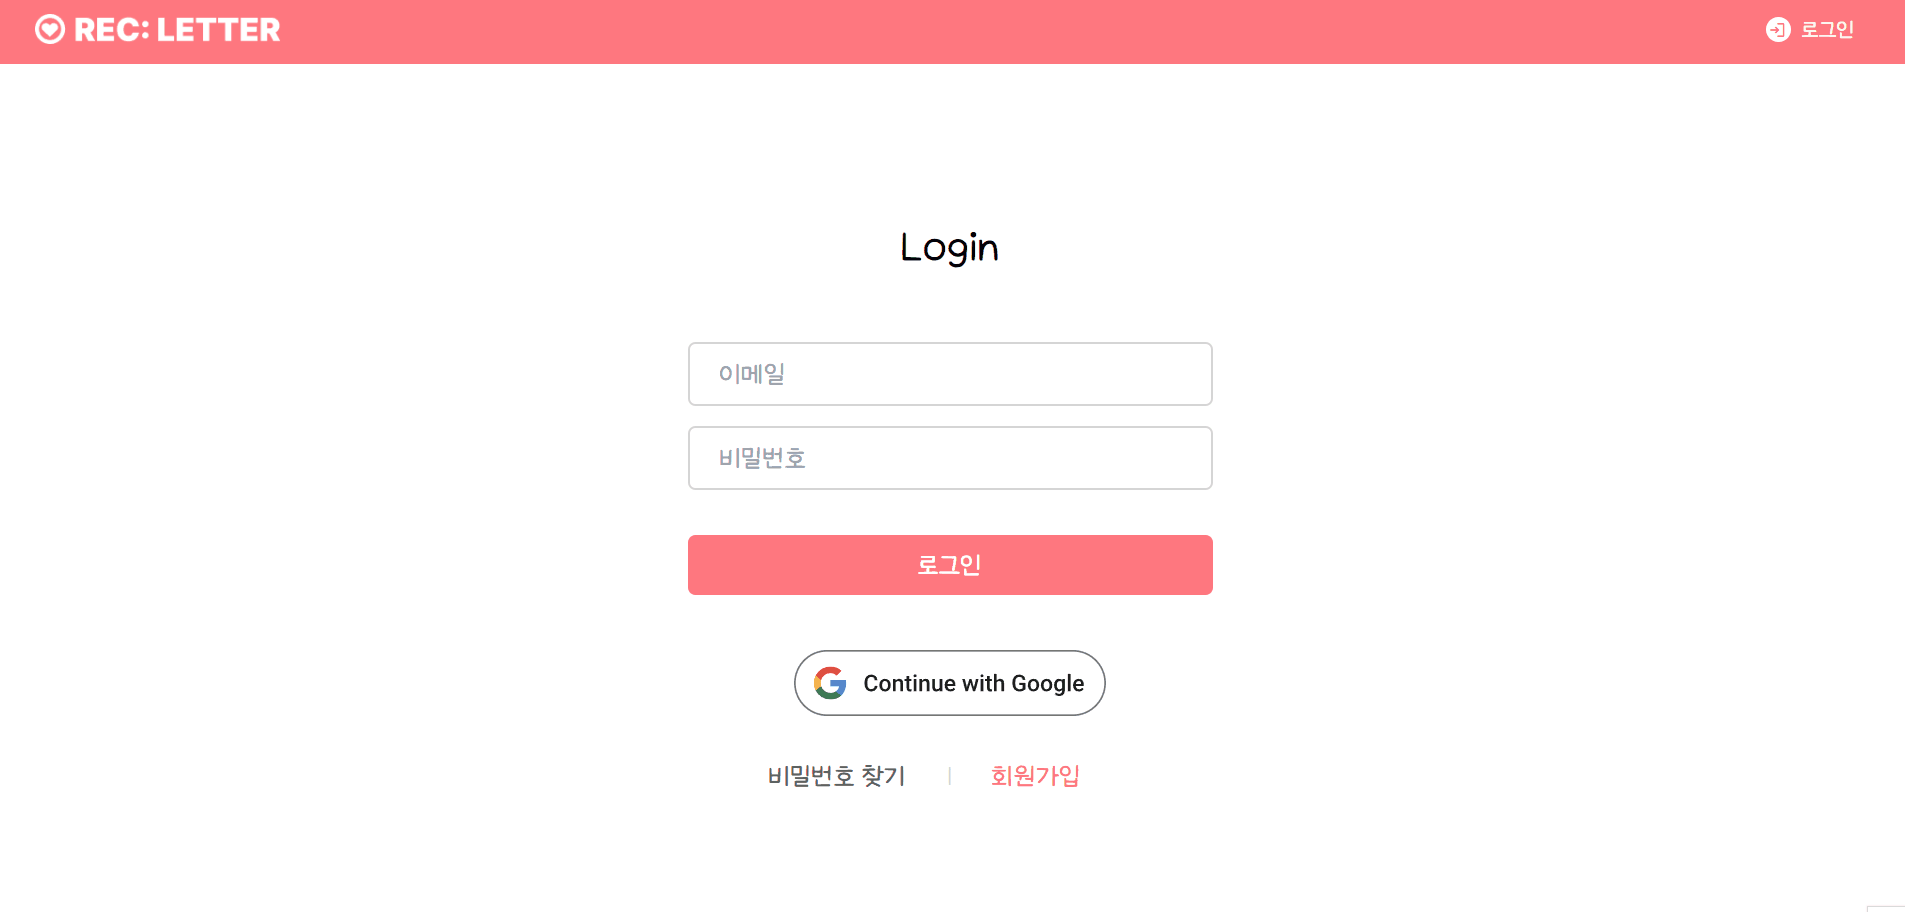 REC: LETTER
로그인
Login
이메일
비밀번호
로그인
Continue with Google
비밀번호 찾기 | 회원가입